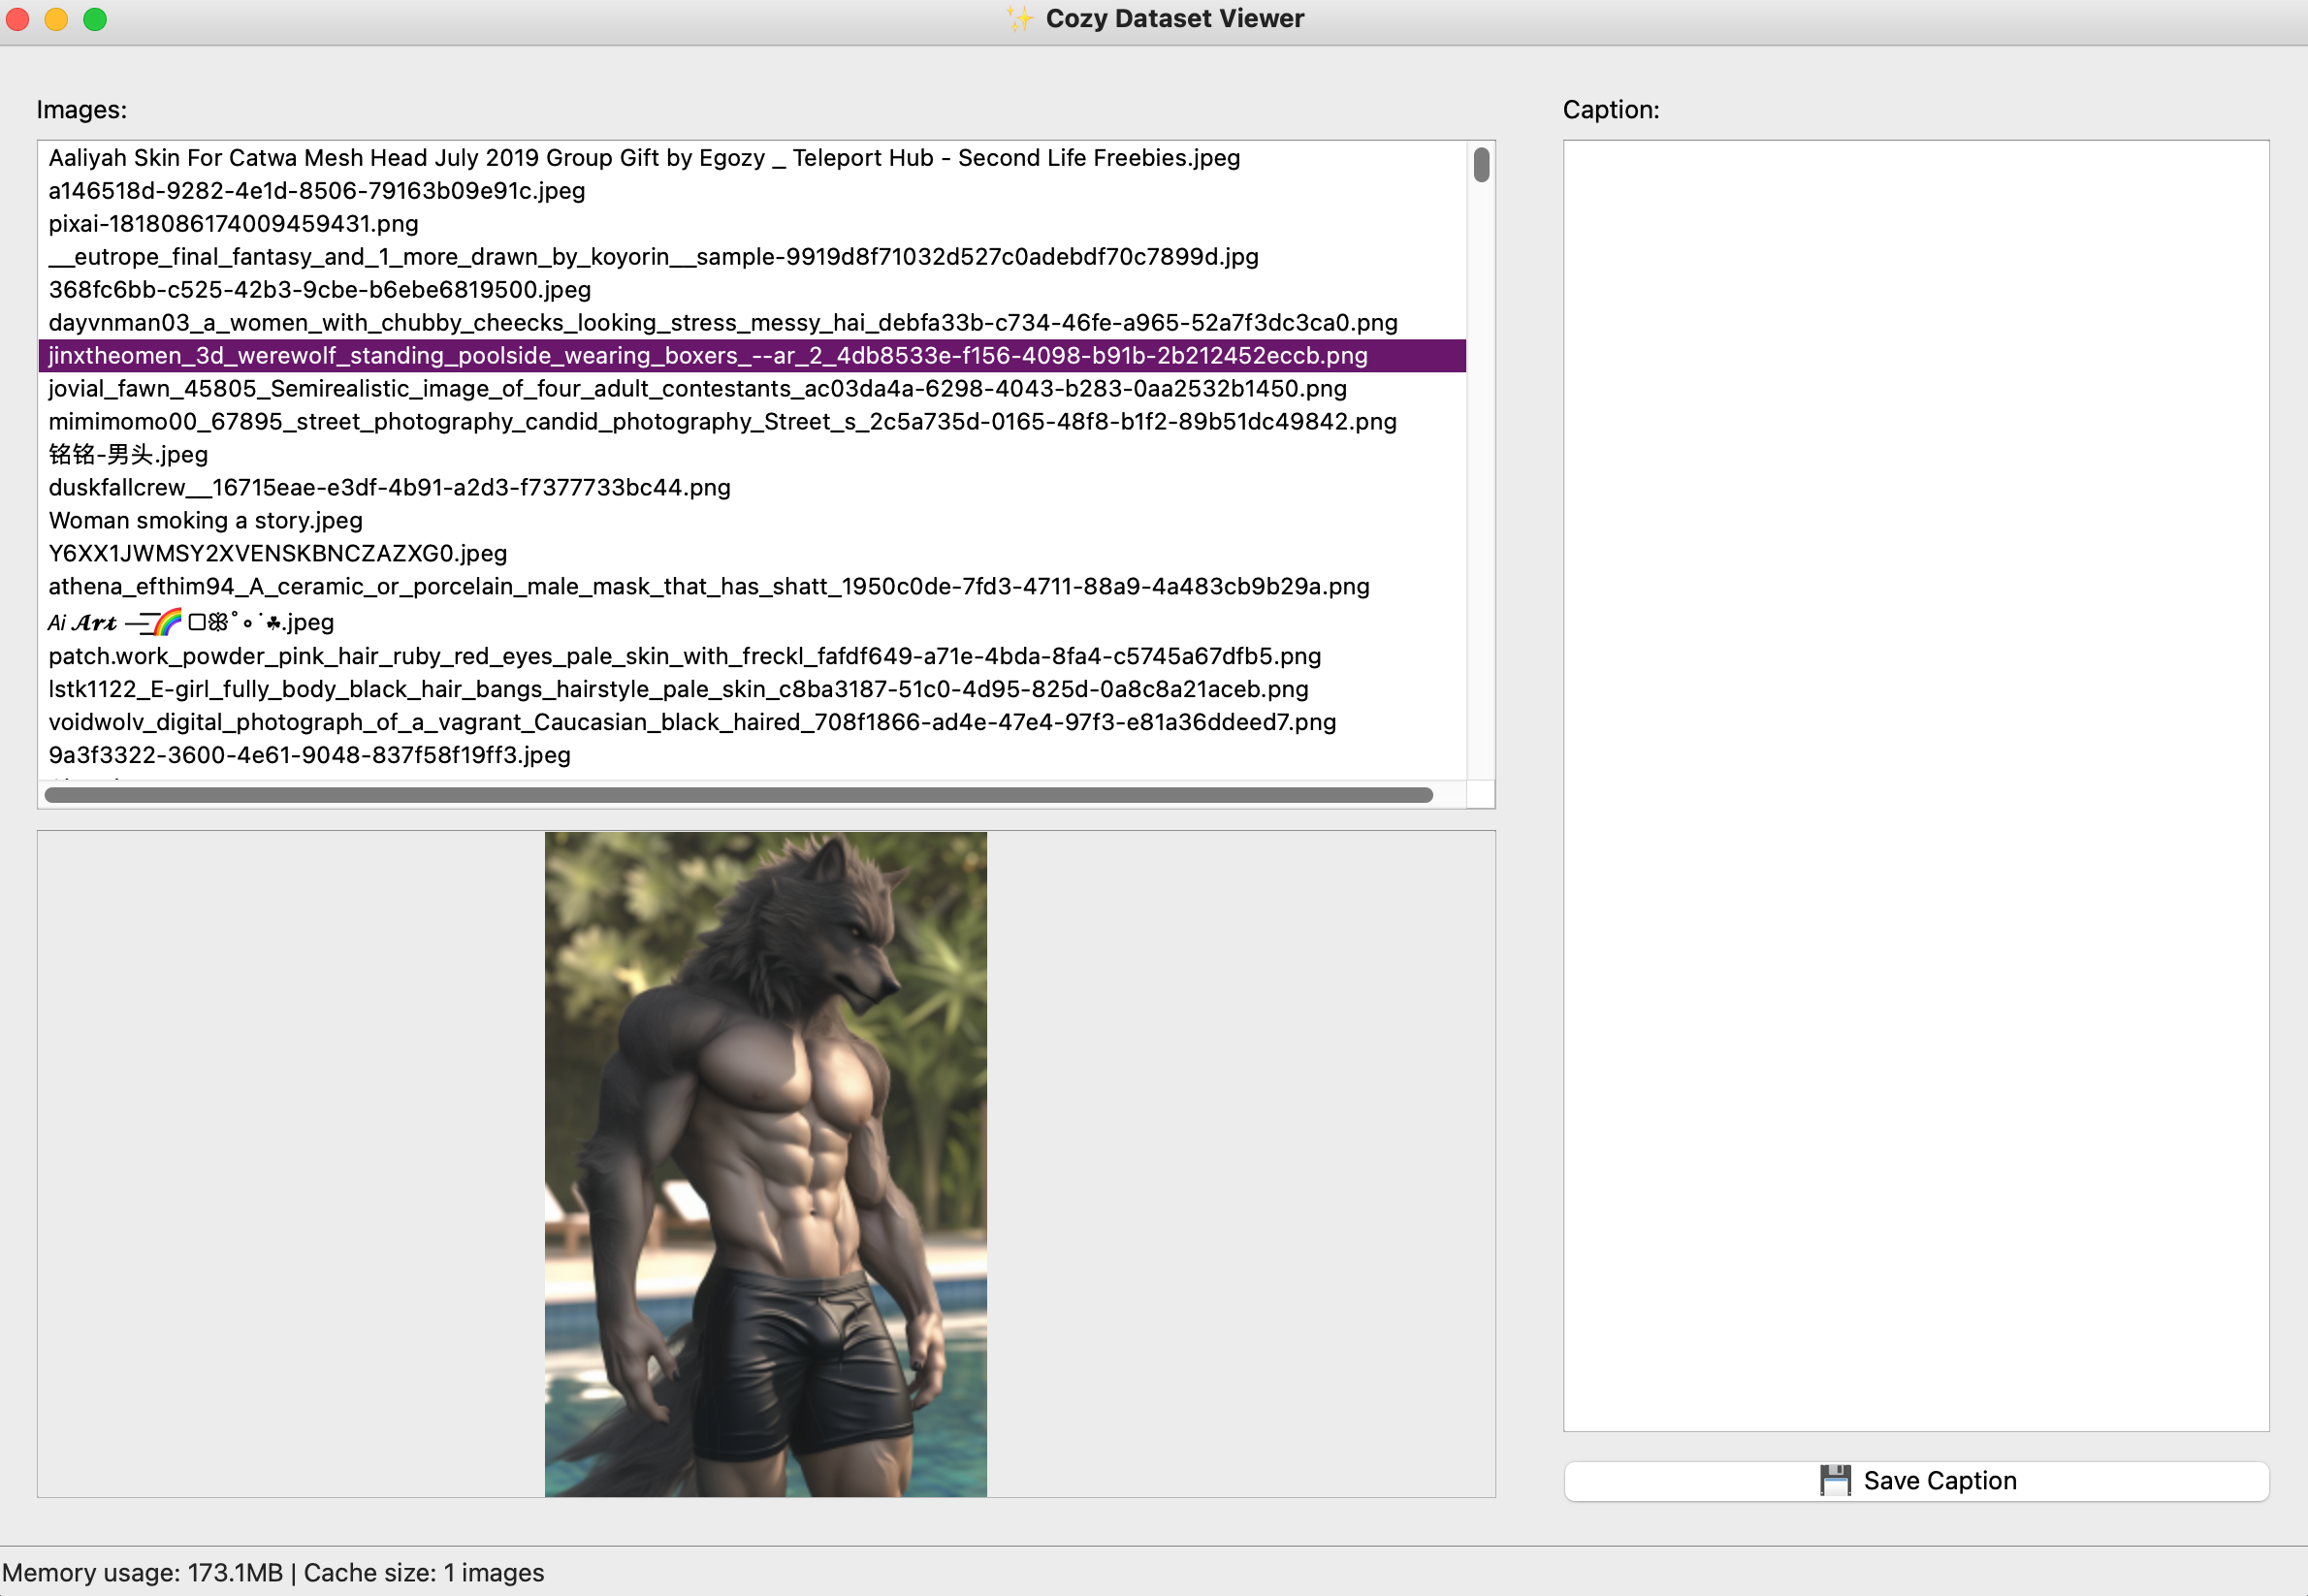 ✨ Cozy Dataset Viewer
Images:
Aaliyah Skin For Catwa Mesh Head July 2019 Group Gift by Egozy _ Teleport Hub - Second Life Freebies.jpeg
a146518d-9282-4e1d-8506-79163b09e91c.jpeg
pixai-1818086174009459431.png
__eutrope_final_fantasy_and_1_more_drawn_by_koyorin__sample-9919d8f71032d527c0adebdf70c7899d.jpg
368fc6bb-c525-42b3-9cbe-b6ebe6819500.jpeg
dayvnman03_a_women_with_chubby_cheecks_looking_stress_messy_hai_debfa33b-c734-46fe-a965-52a7f3dc3ca0.png
jinxtheomen_3d_werewolf_standing_poolside_wearing_boxers_--ar_2_4db8533e-f156-4098-b91b-2b212452eccb.png
jovial_fawn_45805_Semirealistic_image_of_four_adult_contestants_ac03da4a-6298-4043-b283-0aa2532b1450.png
mimimomo00_67895_street_photography_candid_photography_Street_s_2c5a735d-0165-48f8-b1f2-89b51dc49842.png
铭铭-男头.jpeg
duskfallcrew__16715eae-e3df-4b91-a2d3-f7377733bc44.png
Woman smoking a story.jpeg
Y6XX1JWMSY2XVENSKBNCZAZXG0.jpeg
athena_efthim94_A_ceramic_or_porcelain_male_mask_that_has_shatt_1950c0de-7fd3-4711-88a9-4a483cb9b29a.png
Ai 𝓐𝓻𝓽 —͟͞͞🌈 ▢ꕥ˚∘˙☘.jpeg
patch.work_powder_pink_hair_ruby_red_eyes_pale_skin_with_freckl_fafdf649-a71e-4bda-8fa4-c5745a67dfb5.png
lstk1122_E-girl_fully_body_black_hair_bangs_hairstyle_pale_skin_c8ba3187-51c0-4d95-825d-0a8c8a21aceb.png
voidwolv_digital_photograph_of_a_vagrant_Caucasian_black_haired_708f1866-ad4e-47e4-97f3-e81a36ddeed7.png
9a3f3322-3600-4e61-9048-837f58f19ff3.jpeg
Caption:
💾 Save Caption
Memory usage: 173.1MB | Cache size: 1 images